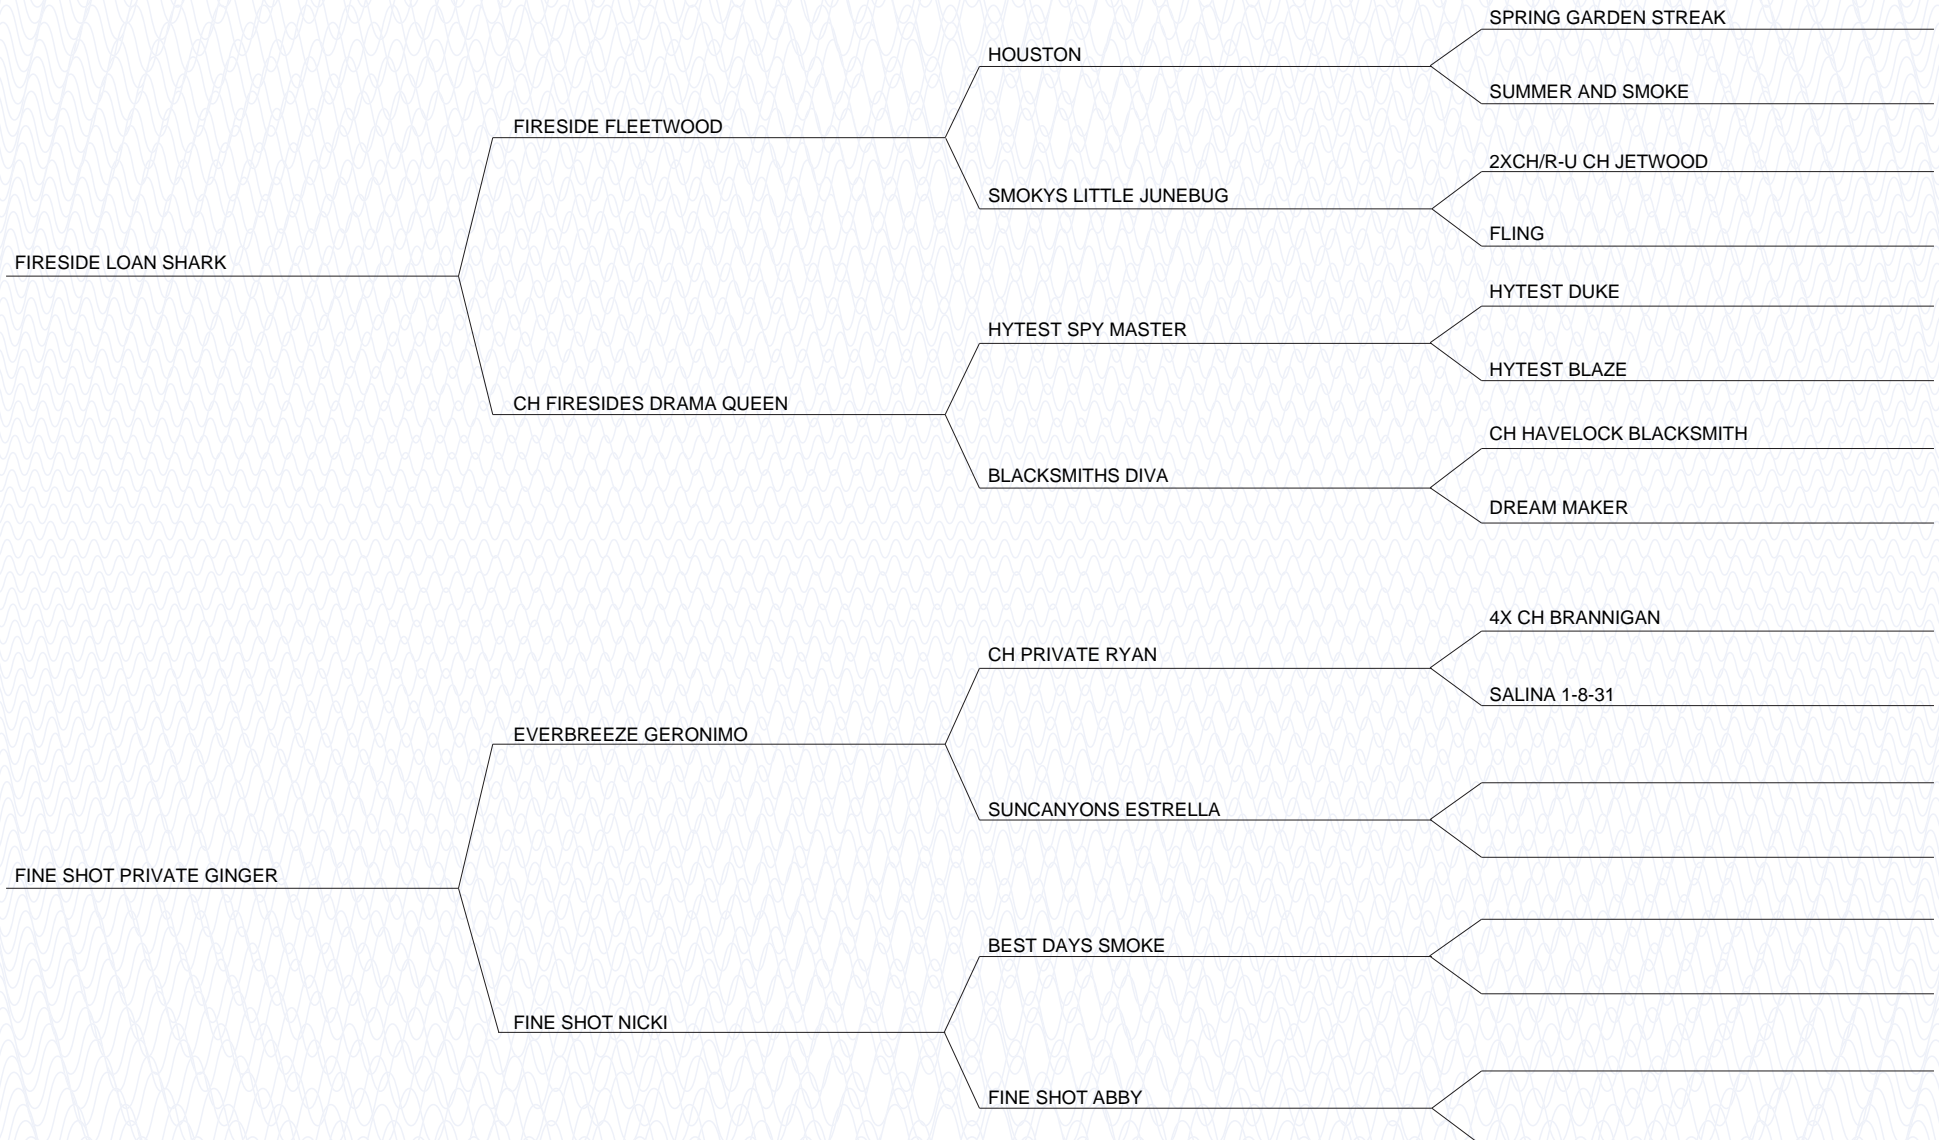 SPRING GARDEN STREAK
HOUSTON
SUMMER AND SMOKE
FIRESIDE FLEETWOOD
2XCH/R-U CH JETWOOD
SMOKYS LITTLE JUNEBUG
FLING
FIRESIDE LOAN SHARK
HYTEST DUKE
HYTEST SPY MASTER
HYTEST BLAZE
CH FIRESIDES DRAMA QUEEN
CH HAVELOCK BLACKSMITH
BLACKSMITHS DIVA
DREAM MAKER
4X CH BRANNIGAN
CH PRIVATE RYAN
SALINA 1-8-31
EVERBREEZE GERONIMO
SUNCANYONS ESTRELLA
FINE SHOT PRIVATE GINGER
BEST DAYS SMOKE
FINE SHOT NICKI
FINE SHOT ABBY